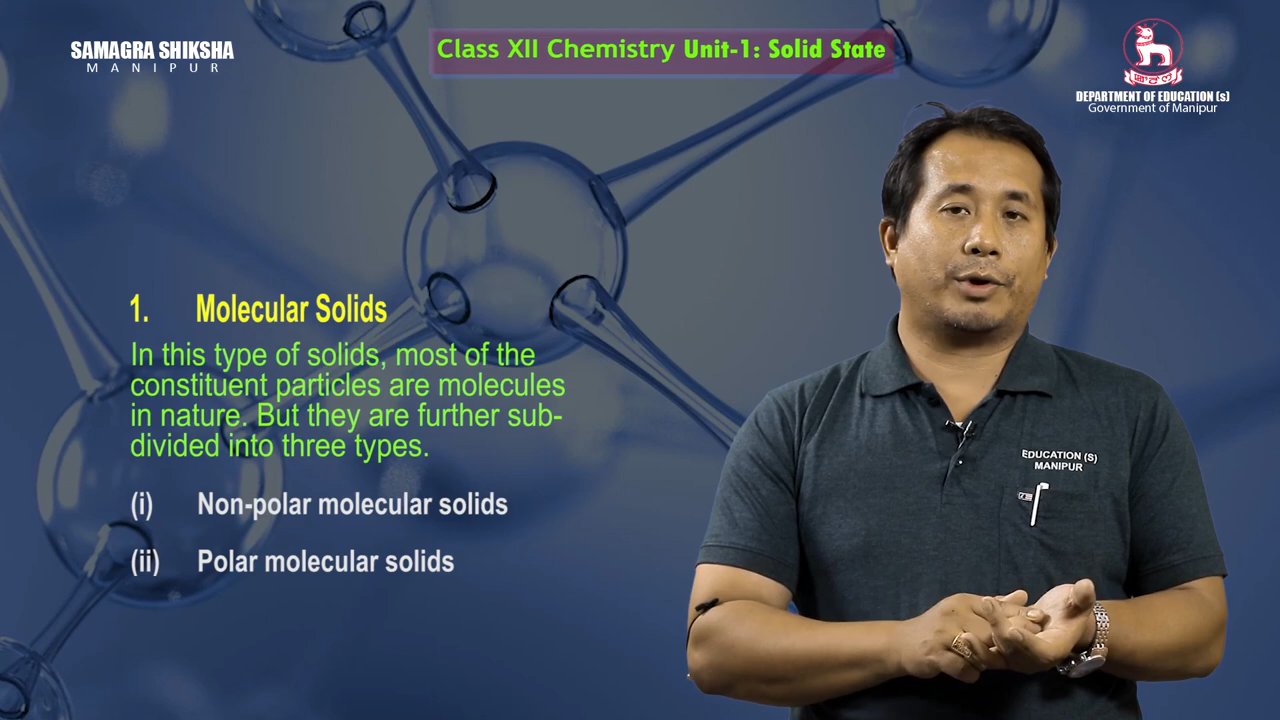 SAMAGRA SHIKSHA
MANIPUR
Class XII Chemistry Unit-1: Solid State
DEPARTMENT OF EDUCATION (s)
Government of Manipur
1. Molecular Solids
In this type of solids, most of the
constituent particles are molecules
in nature. But they are further sub-
divided into three types.
(i) Non-polar molecular solids
(ii) Polar molecular solids
EDUCATION (S)
MANIPUR